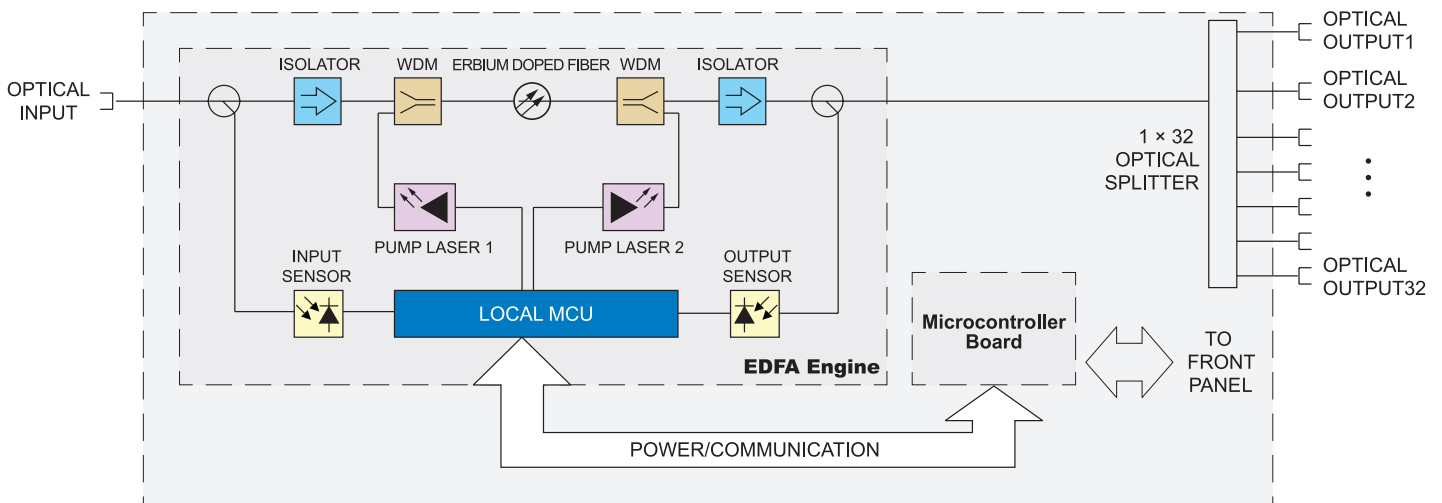 OPTICAL
INPUT
ISOLATOR
WDM
ERBIUM DOPED FIBER
WDM
ISOLATOR
PUMP LASER 1
PUMP LASER 2
INPUT
SENSOR
OUTPUT
SENSOR
LOCAL MCU
EDFA Engine
1 × 32
OPTICAL
SPLITTER
OPTICAL
OUTPUT1
OPTICAL
OUTPUT2
OPTICAL
OUTPUT32
Microcontroller
Board
TO
FRONT
PANEL
POWER/COMMUNICATION